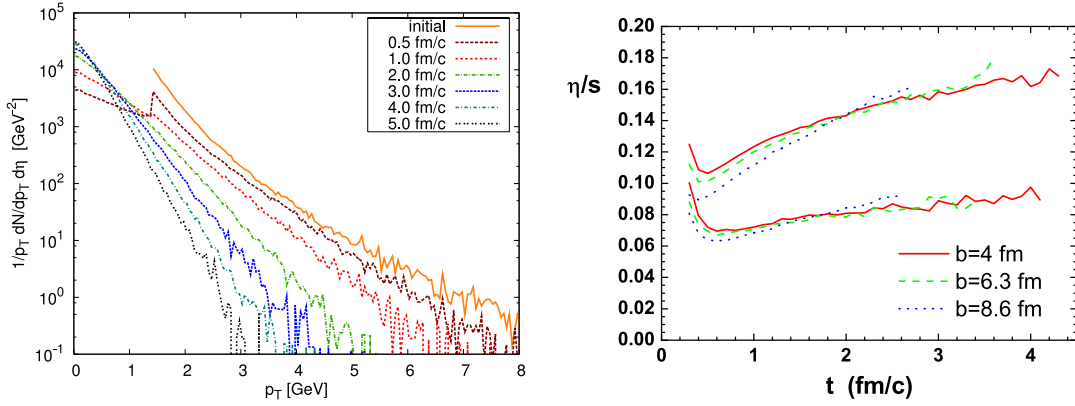 1/p_T dN/dp_T dη [GeV^-2]
10^5
10^4
10^3
10^2
10^1
10^0
10^-1
0 1 2 3 4 5 6 7 8
p_T [GeV]
initial
0.5 fm/c
1.0 fm/c
2.0 fm/c
3.0 fm/c
4.0 fm/c
5.0 fm/c
η/s
0.20
0.18
0.16
0.14
0.12
0.10
0.08
0.06
0.04
0.02
0.00
b=4 fm
b=6.3 fm
b=8.6 fm
0 1 2 3 4
t (fm/c)